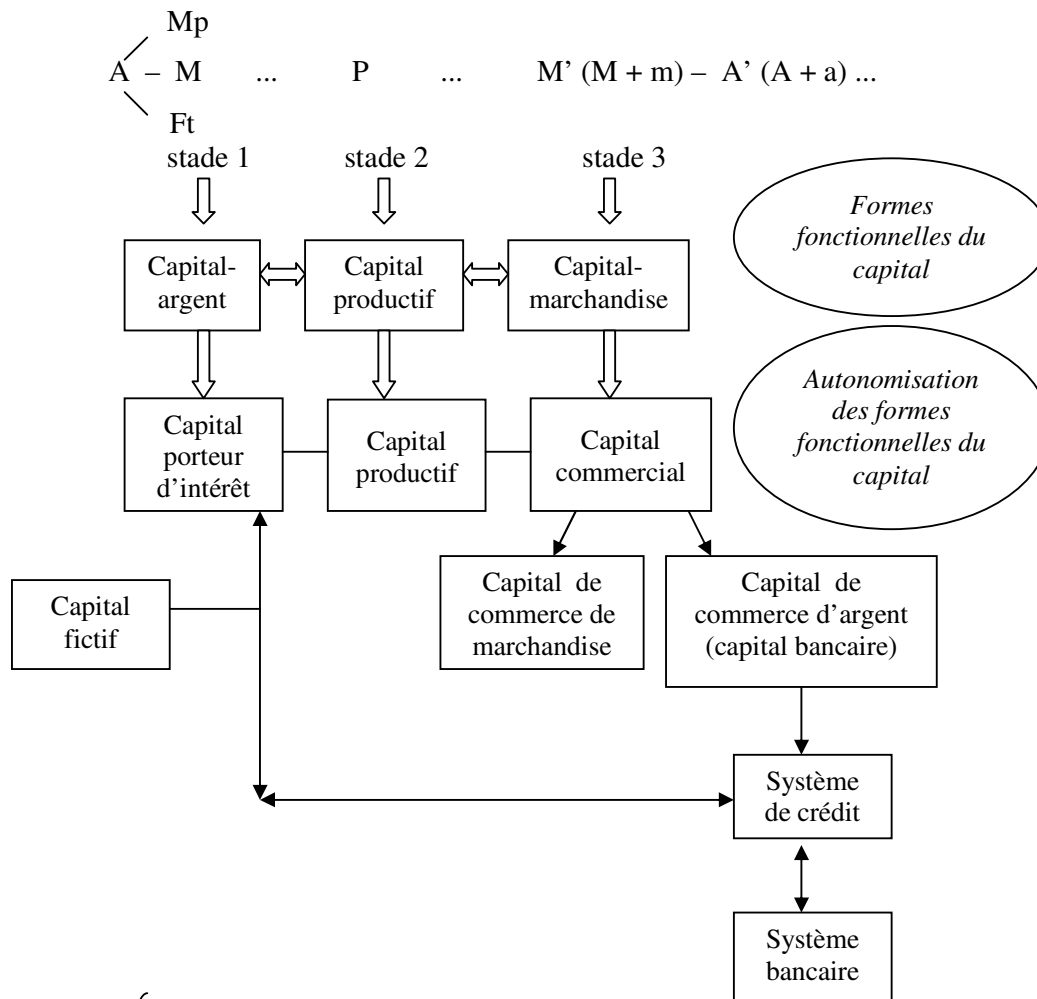 Mp
A – M ... P ... M' (M + m) – A' (A + a) ...
Ft
stade 1 stade 2 stade 3
Formes
fonctionnelles du
capital
Capital-
argent
Capital
productif
Capital-
marchandise
Autonomisation
des formes
fonctionnelles du
capital
Capital
porteur
d'intérêt
Capital
productif
Capital
commercial
Capital de
commerce de
marchandise
Capital de
commerce d'argent
(capital bancaire)
Capital
fictif
Système
de crédit
Système
bancaire